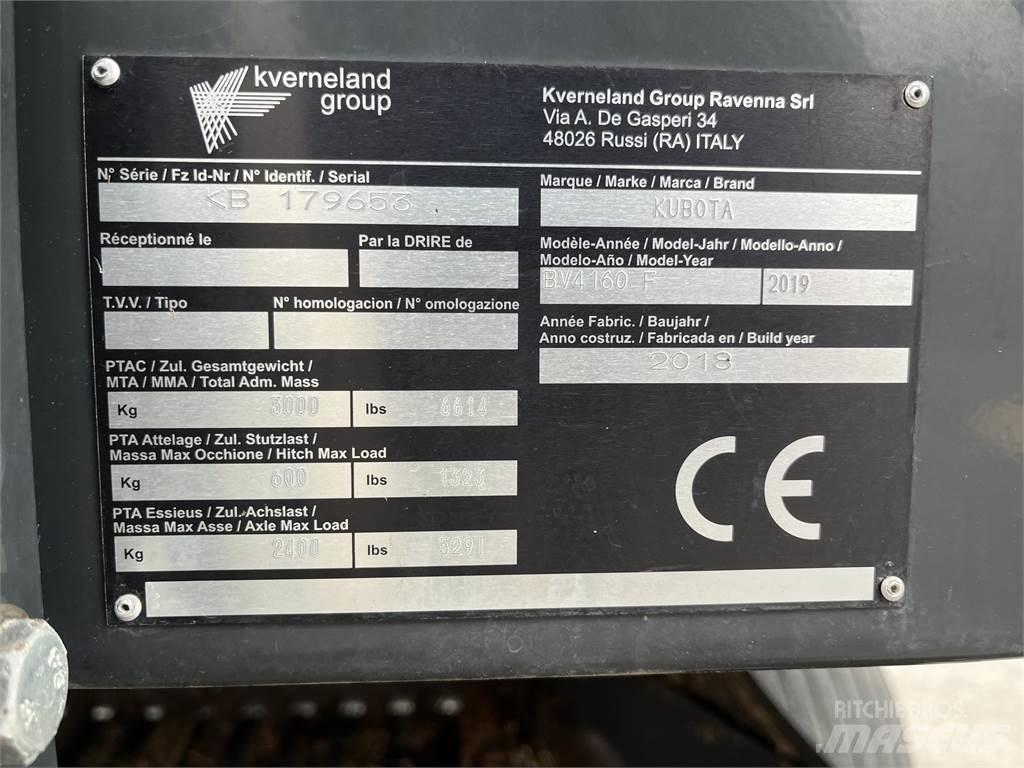 kverneland
group
Kverneland Group Ravenna Srl
Via A. De Gasperi 34
48026 Russi (RA) ITALY
N° Série / Fz Id-Nr / N° Identif. / Serial
KB 179653
Réceptionné le
Par la DRIRE de
T.V.V. / Tipo
N° homologacion / N° omologazione
PTAC / Zul. Gesamtgewicht /
MTA / MMA / Total Adm. Mass
Kg 3000 lbs 6614
PTA Attelage / Zul. Stutzlast /
Massa Max Occhione / Hitch Max Load
Kg 600 lbs 1323
PTA Essieus / Zul. Achslast /
Massa Max Asse / Axle Max Load
Kg 2400 lbs 5291
Marque / Marke / Marca / Brand
KUBOTA
Modèle-Année / Model-Jahr / Modello-Anno /
Modelo-Año / Model-Year
BV4160 F 2019
Année Fabric. / Baujahr /
Anno costruz. / Fabricada en / Build year
2018
CE
RITCHIE BROS.
MASCUS